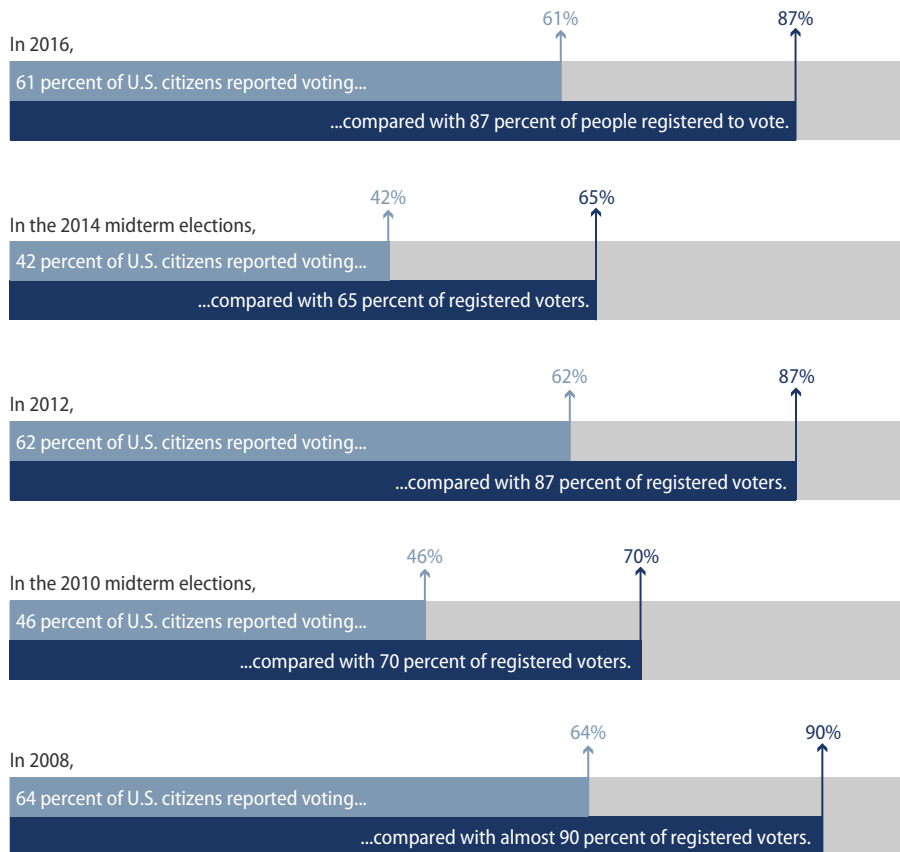 61% 87%
In 2016,
61 percent of U.S. citizens reported voting...
...compared with 87 percent of people registered to vote.
42% 65%
In the 2014 midterm elections,
42 percent of U.S. citizens reported voting...
...compared with 65 percent of registered voters.
62% 87%
In 2012,
62 percent of U.S. citizens reported voting...
...compared with 87 percent of registered voters.
46% 70%
In the 2010 midterm elections,
46 percent of U.S. citizens reported voting...
...compared with 70 percent of registered voters.
64% 90%
In 2008,
64 percent of U.S. citizens reported voting...
...compared with almost 90 percent of registered voters.